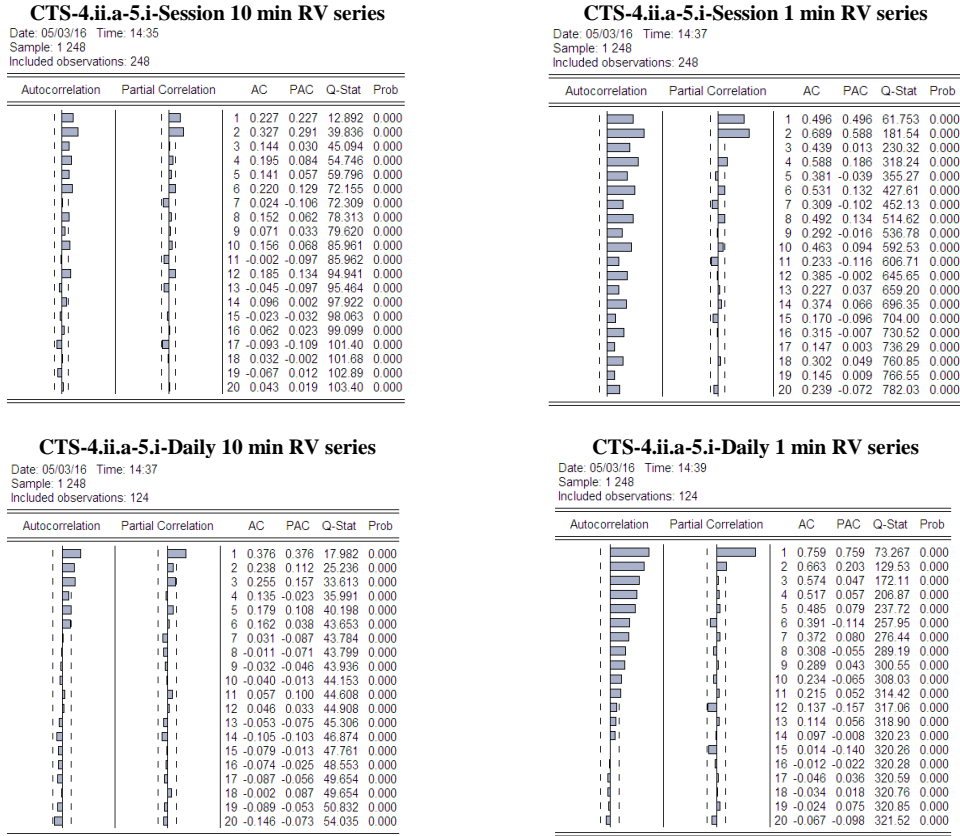 CTS-4.ii.a-5.i-Session 10 min RV series
Date: 05/03/16 Time: 14:35
Sample: 1 248
Included observations: 248
Autocorrelation Partial Correlation AC PAC Q-Stat Prob
1 0.227 0.227 12.892 0.000
2 0.327 0.291 39.836 0.000
3 0.144 0.030 45.094 0.000
4 0.195 0.084 54.746 0.000
5 0.141 0.057 59.796 0.000
6 0.220 0.129 72.155 0.000
7 0.024 -0.106 72.309 0.000
8 0.152 0.062 78.313 0.000
9 0.071 0.033 79.620 0.000
10 0.156 0.068 85.961 0.000
11 -0.002 -0.097 85.962 0.000
12 0.185 0.134 94.941 0.000
13 -0.045 -0.097 95.464 0.000
14 0.096 0.002 97.922 0.000
15 -0.023 -0.032 98.063 0.000
16 0.062 0.023 99.099 0.000
17 -0.093 -0.109 101.40 0.000
18 0.032 -0.002 101.68 0.000
19 -0.067 0.012 102.89 0.000
20 0.043 0.019 103.40 0.000
CTS-4.ii.a-5.i-Session 1 min RV series
Date: 05/03/16 Time: 14:37
Sample: 1 248
Included observations: 248
Autocorrelation Partial Correlation AC PAC Q-Stat Prob
1 0.496 0.496 61.753 0.000
2 0.689 0.588 181.54 0.000
3 0.439 0.013 230.32 0.000
4 0.588 0.186 318.24 0.000
5 0.381 -0.039 355.27 0.000
6 0.531 0.132 427.61 0.000
7 0.309 -0.102 452.13 0.000
8 0.492 0.134 514.62 0.000
9 0.292 -0.016 536.78 0.000
10 0.463 0.094 592.53 0.000
11 0.233 -0.116 606.71 0.000
12 0.385 -0.002 645.65 0.000
13 0.227 0.037 659.20 0.000
14 0.374 0.066 696.35 0.000
15 0.170 -0.096 704.00 0.000
16 0.315 -0.007 730.52 0.000
17 0.147 0.003 736.29 0.000
18 0.302 0.049 760.85 0.000
19 0.145 0.009 766.55 0.000
20 0.239 -0.072 782.03 0.000
CTS-4.ii.a-5.i-Daily 10 min RV series
Date: 05/03/16 Time: 14:37
Sample: 1 248
Included observations: 124
Autocorrelation Partial Correlation AC PAC Q-Stat Prob
1 0.376 0.376 17.982 0.000
2 0.238 0.112 25.236 0.000
3 0.255 0.157 33.613 0.000
4 0.135 -0.023 35.991 0.000
5 0.179 0.108 40.198 0.000
6 0.162 0.038 43.653 0.000
7 0.031 -0.087 43.784 0.000
8 -0.011 -0.071 43.799 0.000
9 -0.032 -0.046 43.936 0.000
10 -0.040 -0.013 44.153 0.000
11 0.057 0.100 44.608 0.000
12 0.046 0.033 44.908 0.000
13 -0.053 -0.075 45.306 0.000
14 -0.105 -0.103 46.874 0.000
15 -0.079 -0.013 47.761 0.000
16 -0.074 -0.025 48.553 0.000
17 -0.087 -0.056 49.654 0.000
18 -0.002 0.087 49.654 0.000
19 -0.089 -0.053 50.832 0.000
20 -0.146 -0.073 54.035 0.000
CTS-4.ii.a-5.i-Daily 1 min RV series
Date: 05/03/16 Time: 14:39
Sample: 1 248
Included observations: 124
Autocorrelation Partial Correlation AC PAC Q-Stat Prob
1 0.759 0.759 73.267 0.000
2 0.663 0.203 129.53 0.000
3 0.574 0.047 172.11 0.000
4 0.517 0.057 206.87 0.000
5 0.485 0.079 237.72 0.000
6 0.391 -0.114 257.95 0.000
7 0.372 0.080 276.44 0.000
8 0.308 -0.055 289.19 0.000
9 0.289 0.043 300.55 0.000
10 0.234 -0.065 308.03 0.000
11 0.215 0.052 314.42 0.000
12 0.137 -0.157 317.06 0.000
13 0.114 0.056 318.90 0.000
14 0.097 -0.008 320.23 0.000
15 0.014 -0.140 320.26 0.000
16 -0.012 -0.022 320.28 0.000
17 -0.046 0.036 320.59 0.000
18 -0.034 0.018 320.76 0.000
19 -0.024 0.075 320.85 0.000
20 -0.067 -0.098 321.52 0.000